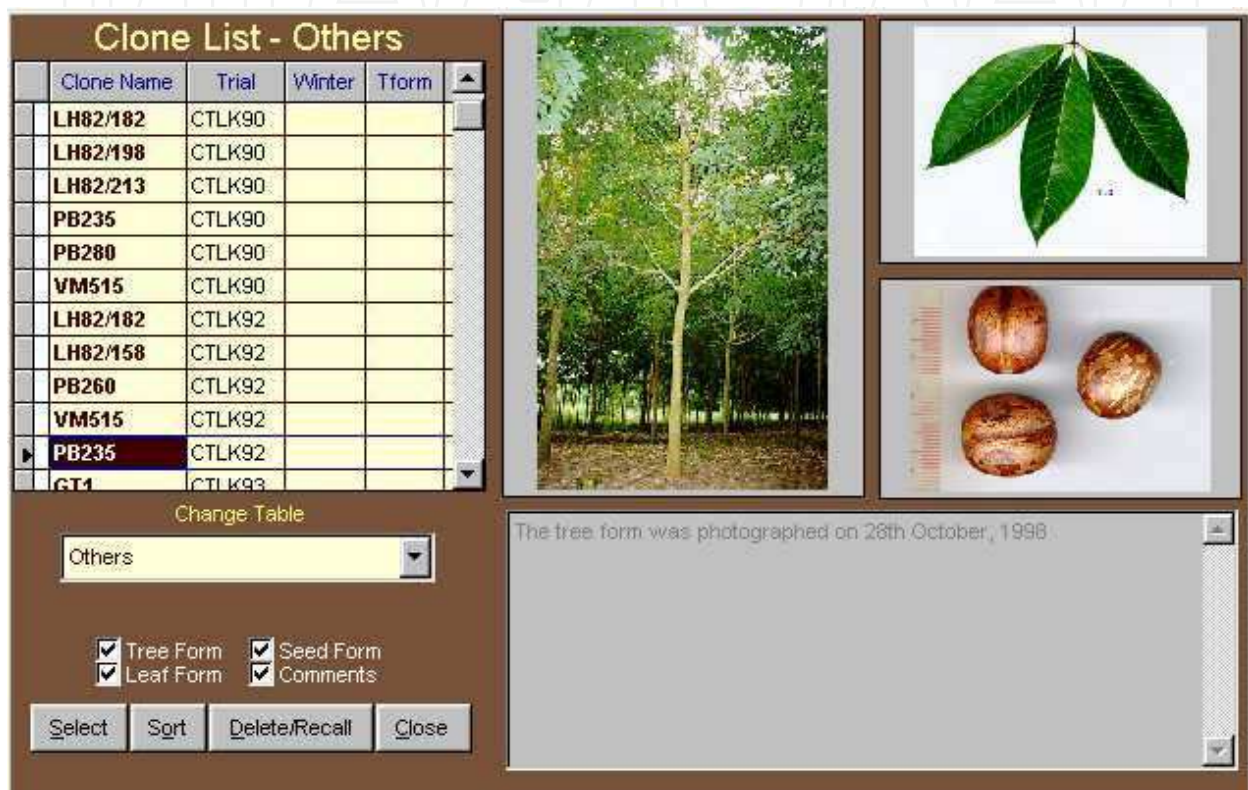 Clone List - Others
Clone Name Trial Winter Tform
LH82/182 CTLK90
LH82/198 CTLK90
LH82/213 CTLK90
PB235 CTLK90
PB280 CTLK90
VM515 CTLK90
LH82/182 CTLK92
LH82/158 CTLK92
PB260 CTLK92
VM515 CTLK92
PB235 CTLK92
GT1 CTLK93
Change Table
Others
Tree Form Seed Form
Leaf Form Comments
Select Sort Delete/Recall Close
The tree form was photographed on 28th October, 1998